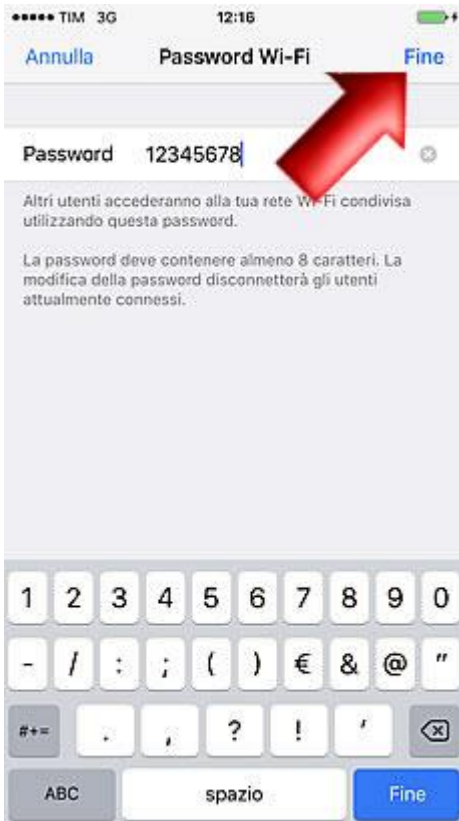 TIM 3G 12:16
Annulla Password Wi-Fi Fine
Password 12345678
Altri utenti accederanno alla tua rete Wi-Fi condivisa
utilizzando questa password.
La password deve contenere almeno 8 caratteri. La
modifica della password disconnetterà gli utenti
attualmente connessi.
1 2 3 4 5 6 7 8 9 0
- / : ; ( ) € & @ "
#+= . , ? ! '
ABC spazio Fine